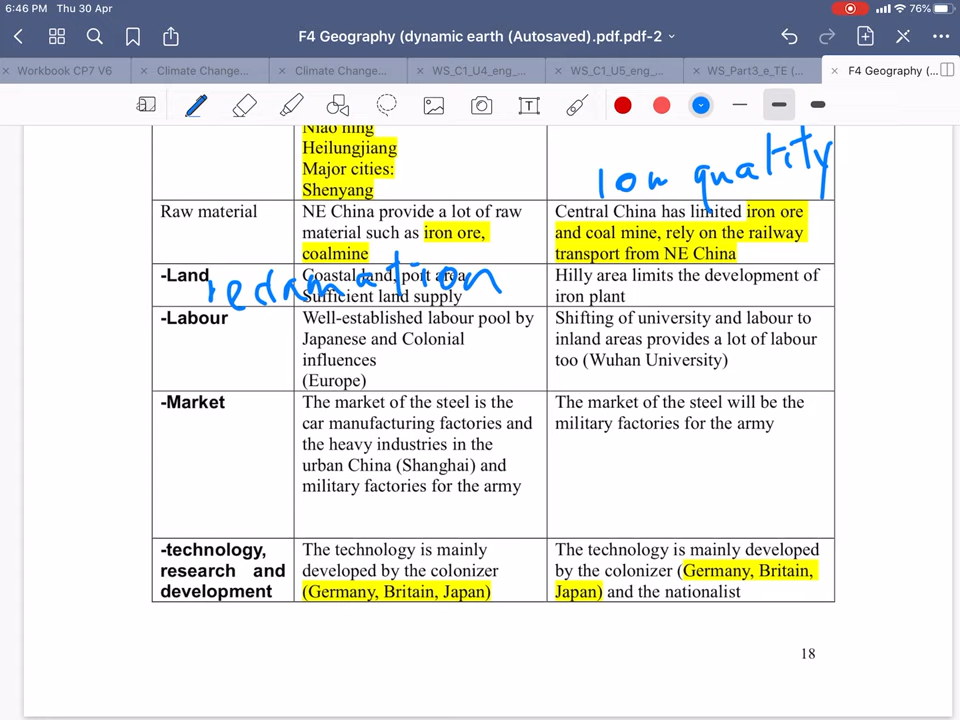 6:46 PM Thu 30 Apr
76%
F4 Geography (dynamic earth (Autosaved).pdf.pdf-2
Workbook CP7 V6
Climate Change...
Climate Change...
WS_C1_U4_eng_...
WS_C1_U5_eng_...
WS_Part3_e_TE (...
F4 Geography (...
Niao ning
Heilungjiang
Major cities:
Shenyang
low quality
Raw material
NE China provide a lot of raw
material such as iron ore,
coalmine
Central China has limited iron ore
and coal mine, rely on the railway
transport from NE China
-Land
reclamation
Coastal land, port area
Sufficient land supply
Hilly area limits the development of
iron plant
-Labour
Well-established labour pool by
Japanese and Colonial
influences
(Europe)
Shifting of university and labour to
inland areas provides a lot of labour
too (Wuhan University)
-Market
The market of the steel is the
car manufacturing factories and
the heavy industries in the
urban China (Shanghai) and
military factories for the army
The market of the steel will be the
military factories for the army
-technology,
research and
development
The technology is mainly
developed by the colonizer
(Germany, Britain, Japan)
The technology is mainly developed
by the colonizer (Germany, Britain,
Japan) and the nationalist
18